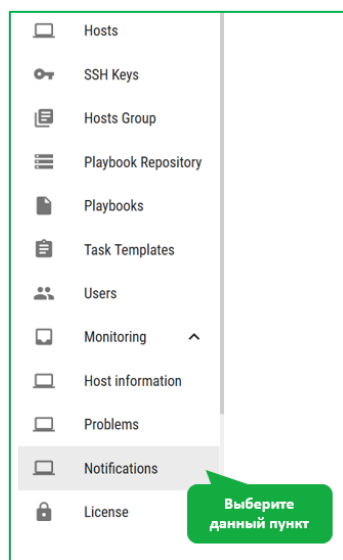 Hosts
SSH Keys
Hosts Group
Playbook Repository
Playbooks
Task Templates
Users
Monitoring
Host information
Problems
Notifications
Выберите
данный пункт
License